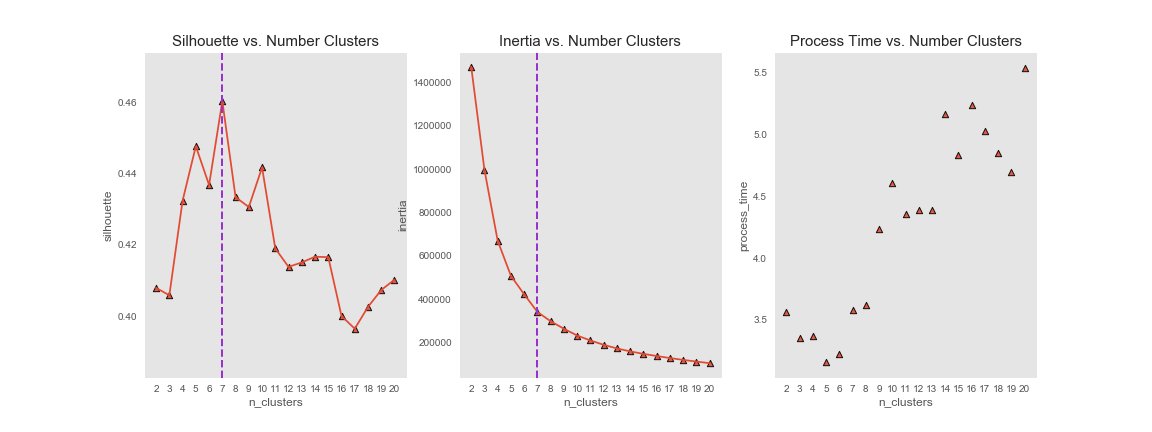 Silhouette vs. Number Clusters
silhouette
0.46
0.44
0.42
0.40
2 3 4 5 6 7 8 9 10 11 12 13 14 15 16 17 18 19 20
n_clusters
Inertia vs. Number Clusters
inertia
1400000
1200000
1000000
800000
600000
400000
200000
2 3 4 5 6 7 8 9 10 11 12 13 14 15 16 17 18 19 20
n_clusters
Process Time vs. Number Clusters
process_time
5.5
5.0
4.5
4.0
3.5
2 3 4 5 6 7 8 9 10 11 12 13 14 15 16 17 18 19 20
n_clusters